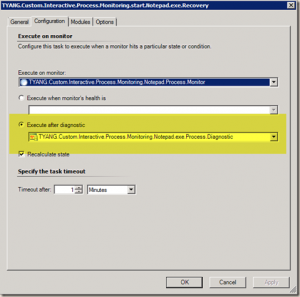 TYANG.Custom.Interactive.Process.Monitoring.start.Notepad.exe.Recovery
General Configuration Modules Options
Execute on monitor
Configure this task to execute when a monitor hits a particular state or condition.
Execute on monitor:
TYANG.Custom.Interactive.Process.Monitoring.Notepad.Process.Monitor
Execute when monitor's health is
Execute after diagnostic
TYANG.Custom.Interactive.Process.Monitoring.Notepad.exe.Process.Diagnostic
Recalculate state
Specify the task timeout
Timeout after: 1 Minutes
OK Cancel Apply